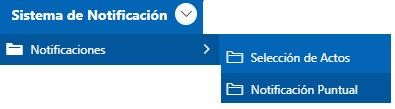 Sistema de Notificación
Notificaciones
Selección de Actos
Notificación Puntual